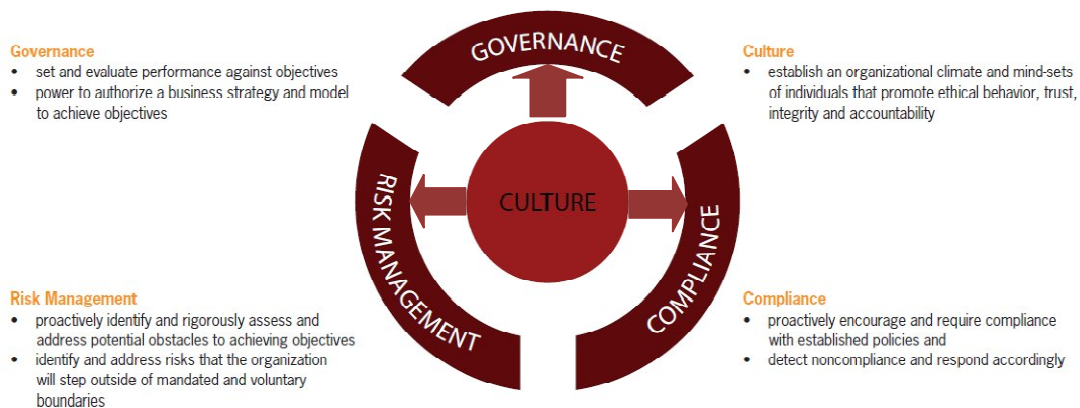 Governance
• set and evaluate performance against objectives
• power to authorize a business strategy and model
to achieve objectives
Risk Management
• proactively identify and rigorously assess and
address potential obstacles to achieving objectives
• identify and address risks that the organization
will step outside of mandated and voluntary
boundaries
GOVERNANCE
RISK MANAGEMENT
CULTURE
COMPLIANCE
Culture
• establish an organizational climate and mind-sets
of individuals that promote ethical behavior, trust,
integrity and accountability
Compliance
• proactively encourage and require compliance
with established policies and
• detect noncompliance and respond accordingly